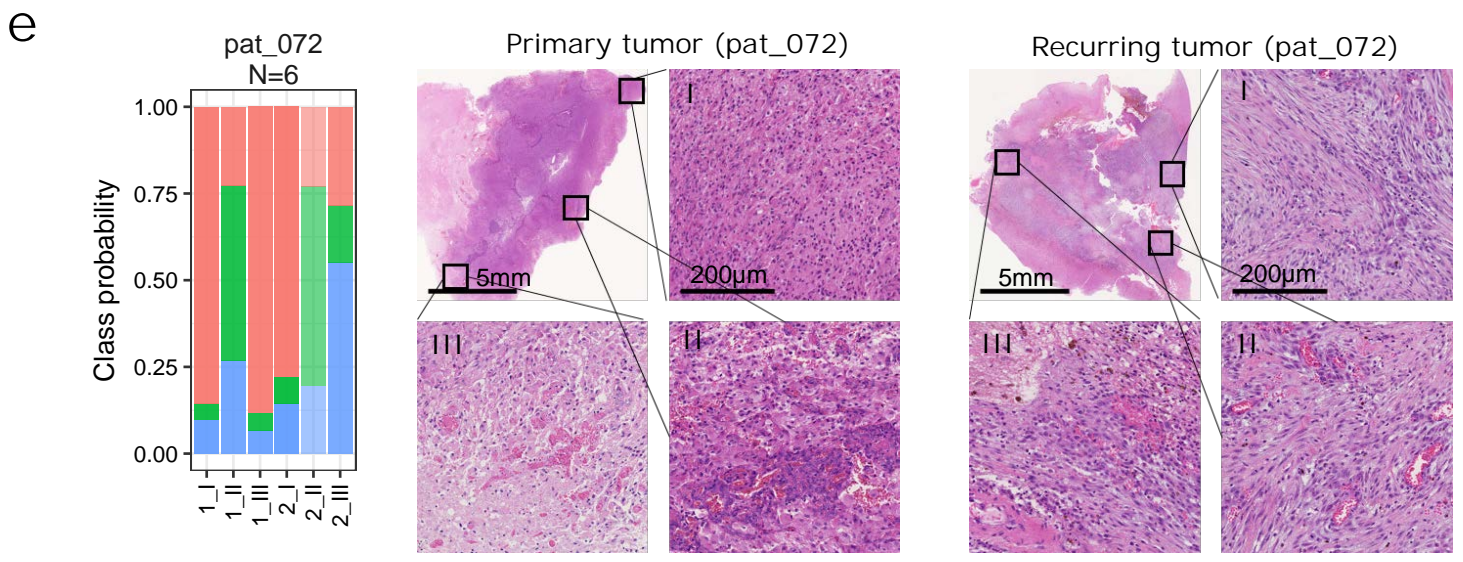 e
pat_072
N=6
Class probability
1.00
0.75
0.50
0.25
0.00
1_I
1_II
1_III
2_I
2_II
2_III
Primary tumor (pat_072)
5mm
I
200µm
III
II
Recurring tumor (pat_072)
5mm
I
200µm
III
II